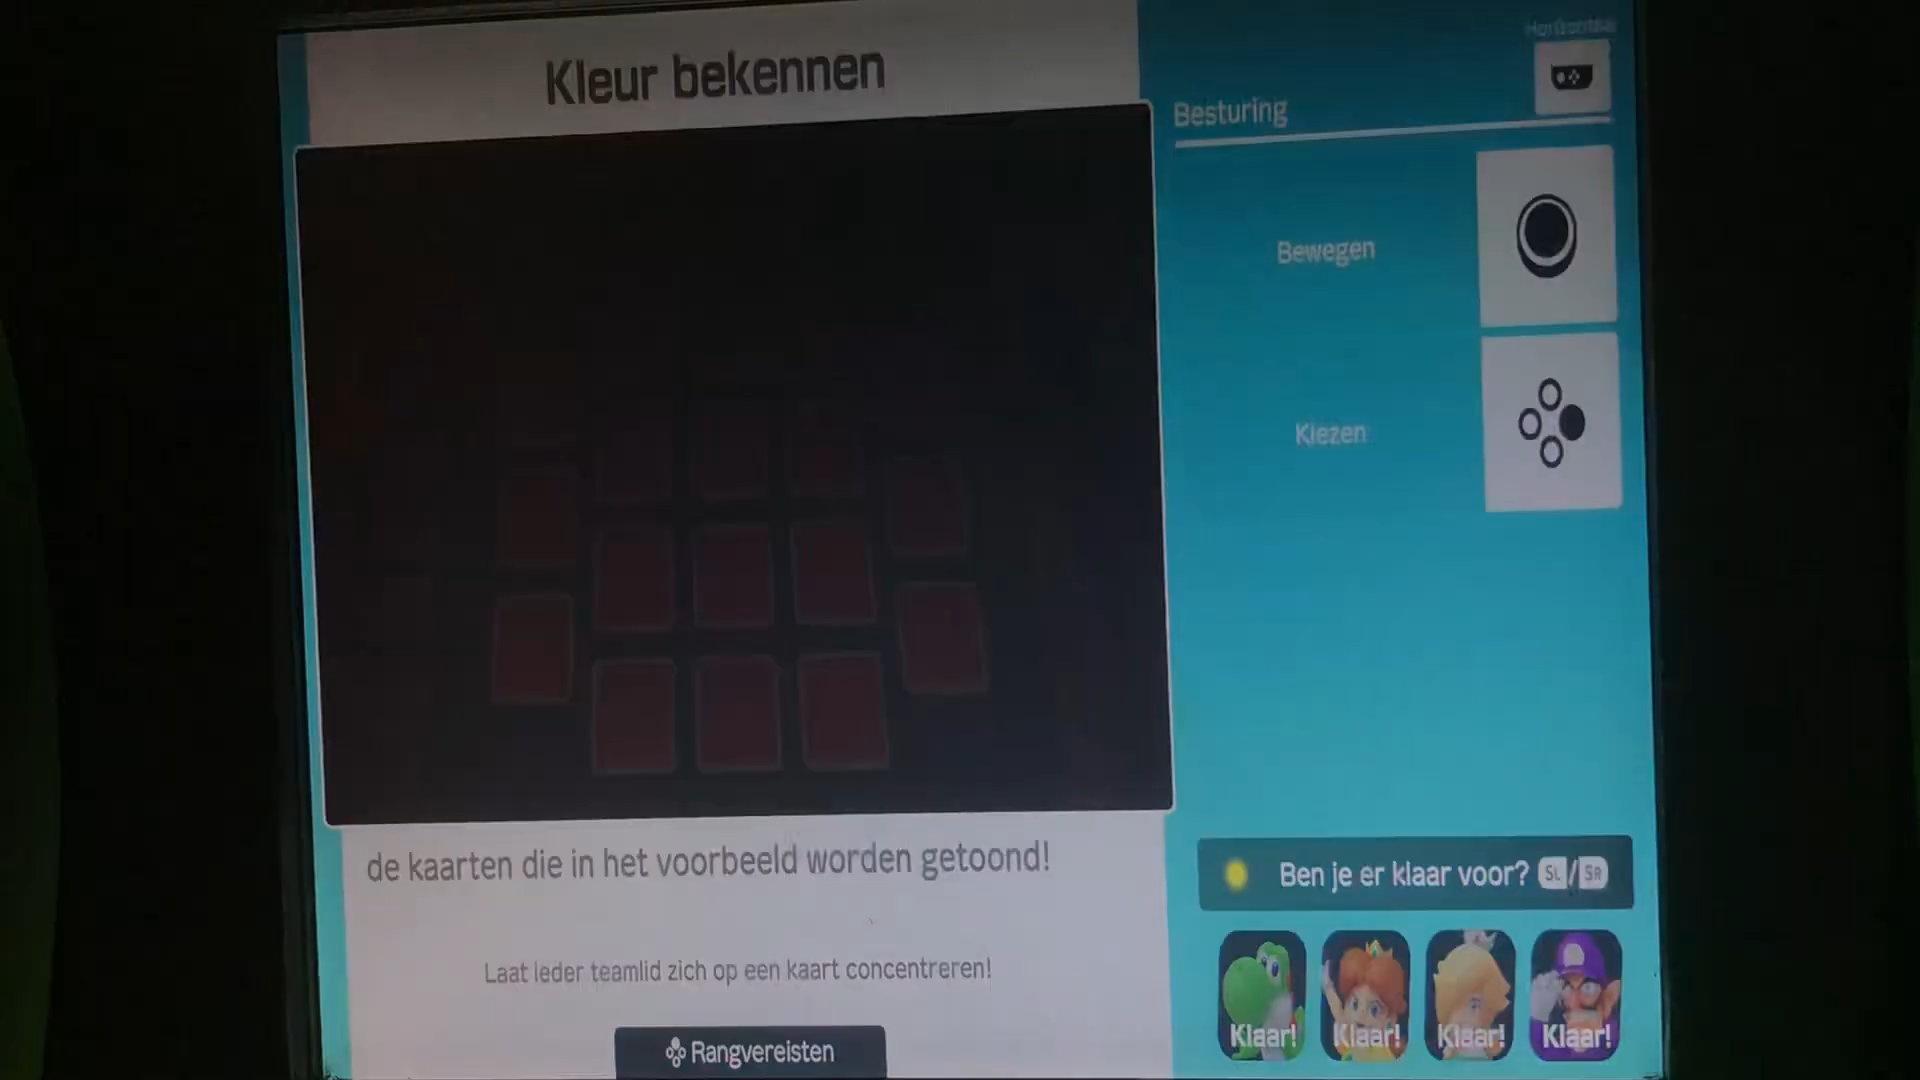 Kleur bekennen
Horizontaal
Besturing
Bewegen
Kiezen
de kaarten die in het voorbeeld worden getoond!
Laat ieder teamlid zich op een kaart concentreren!
Rangvereisten
Ben je er klaar voor? SL/SR
Klaar! Klaar! Klaar! Klaar!